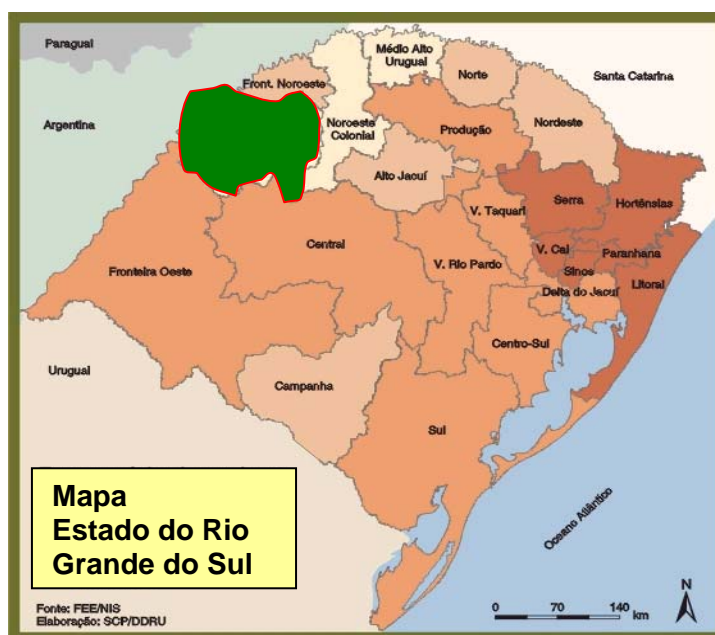 Paraguai
Argentina
Front. Noroeste
Médio Alto
Uruguai
Norte
Santa Catarina
Noroeste
Colonial
Produção
Nordeste
Alto Jacuí
V. Taquari
Serra
Hortênsias
Central
Fronteira Oeste
V. Rio Pardo
V. Caí
Paranhana
Sinos
Delta do Jacuí
Litoral
Centro-Sul
Uruguai
Campanha
Sul
Oceano Atlântico
Mapa
Estado do Rio
Grande do Sul
Fonte: FEE/NIS
Elaboração: SCP/DDRU
N
0 70 140
km